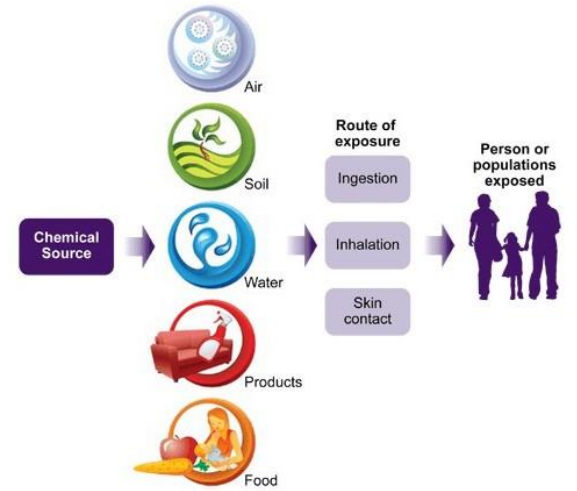 Air
Soil
Chemical
Source
Water
Products
Food
Route of
exposure
Ingestion
Inhalation
Skin
contact
Person or
populations
exposed